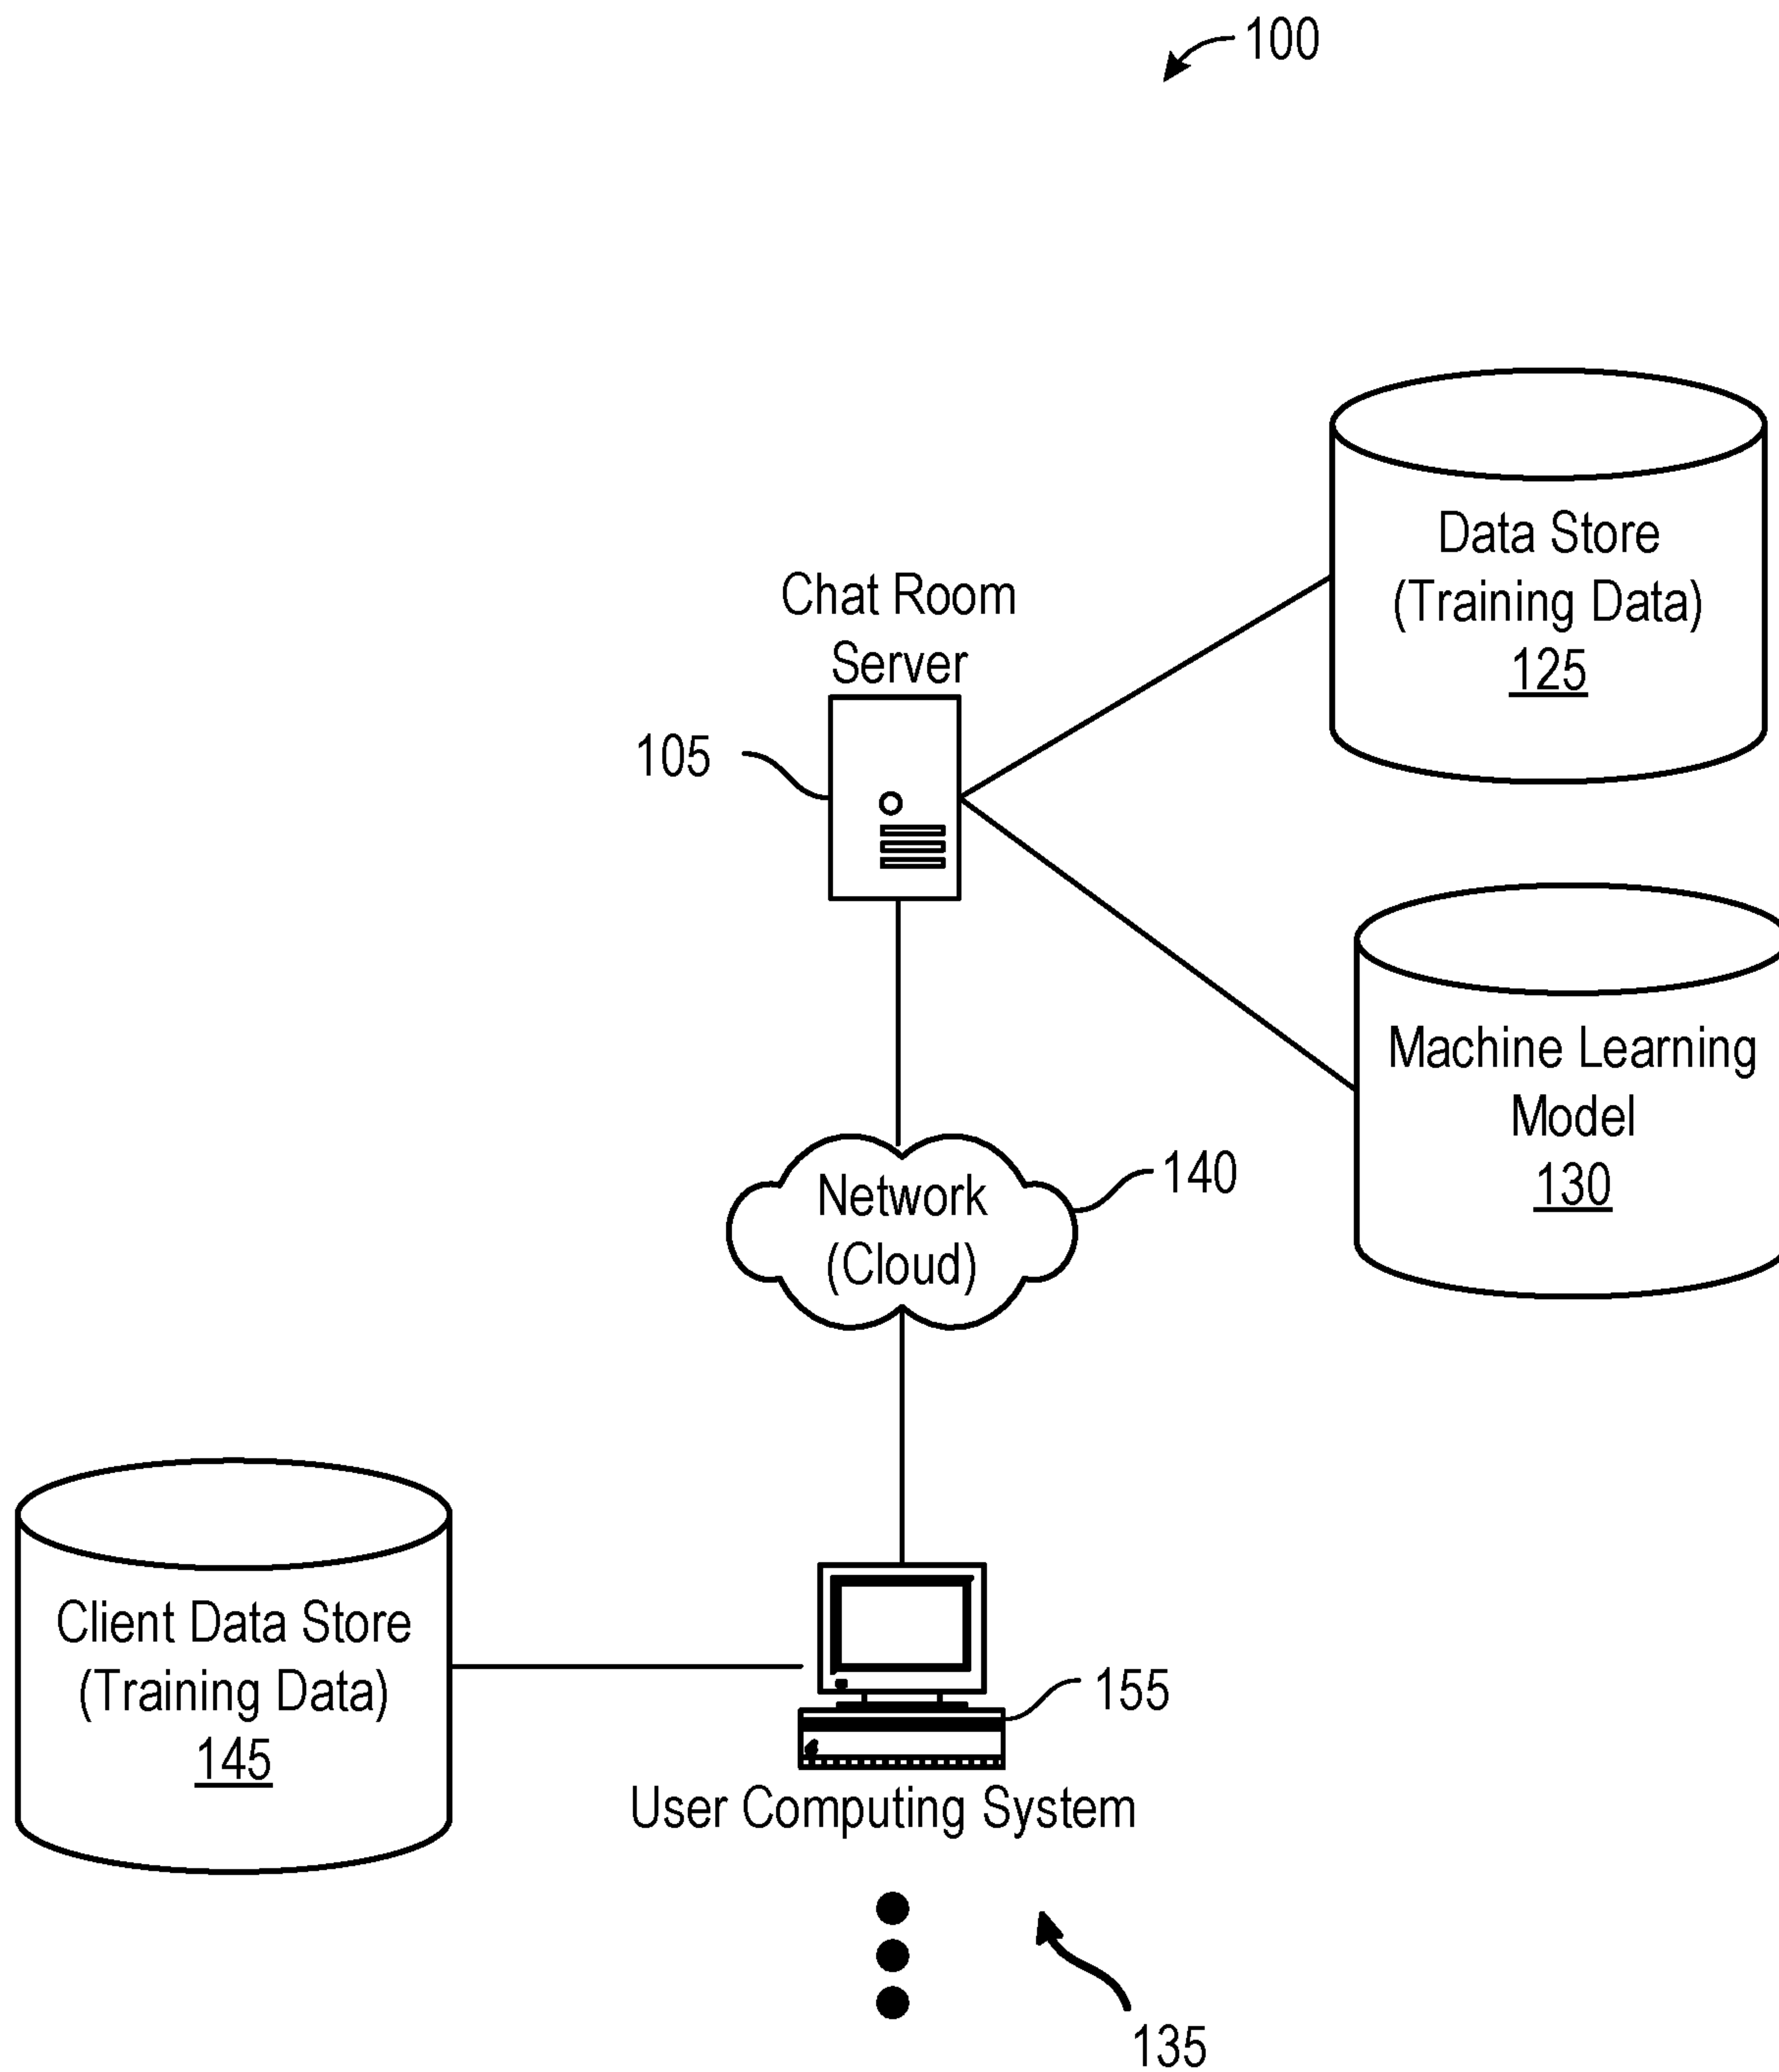 100
Data Store
(Training Data)
125
Chat Room
Server
105
Machine Learning
Model
130
Network
(Cloud)
140
Client Data Store
(Training Data)
145
155
User Computing System
135